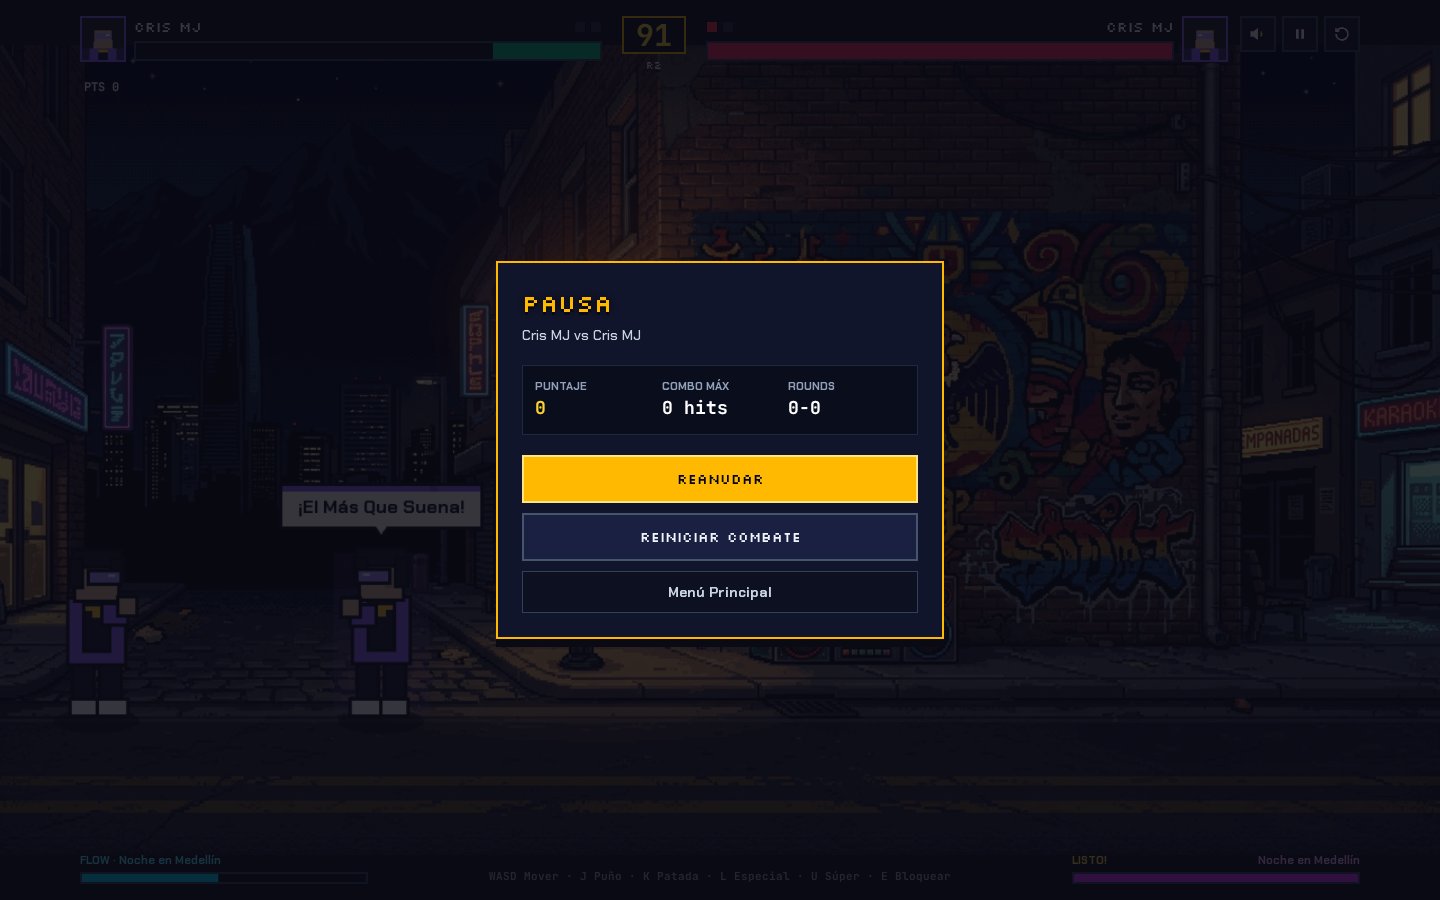 CRIS MJ
91
CRIS MJ
R2
PTS 0
PAUSA
Cris MJ vs Cris MJ
PUNTAJE
COMBO MÁX
ROUNDS
0
0 hits
0-0
EMPANADAS
KARAOK
REANUDAR
¡El Más Que Suena!
REINICIAR COMBATE
Menú Principal
FLOW · Noche en Medellín
LISTO!
Noche en Medellín
WASD Mover · J Puño · K Patada · L Especial · U Súper · E Bloquear